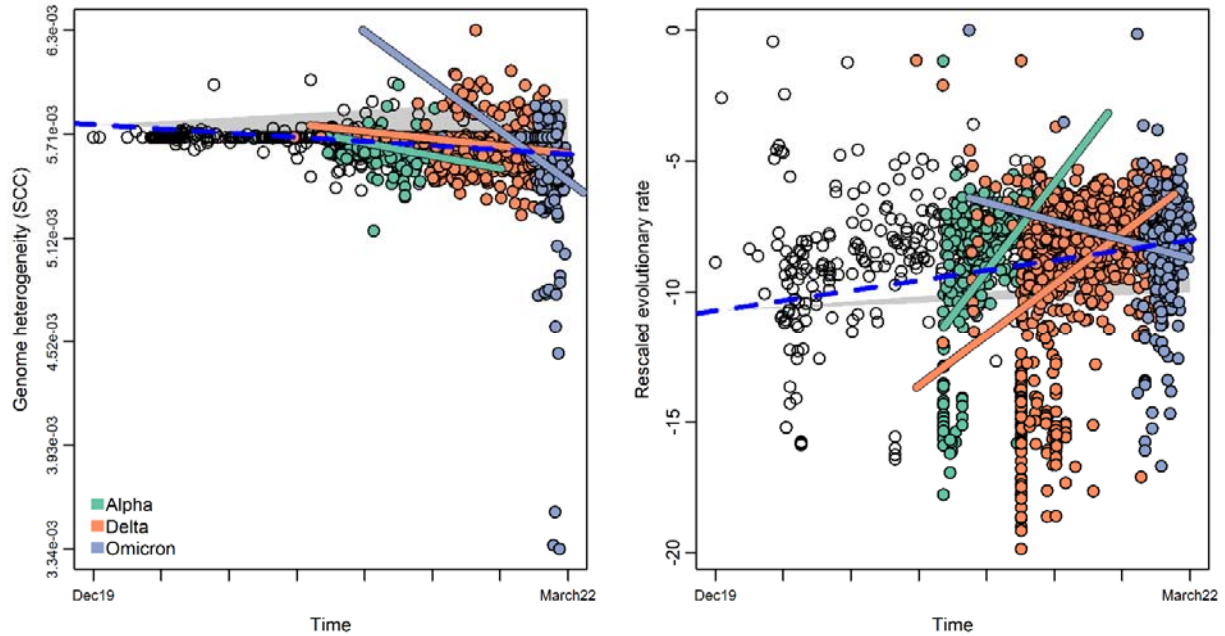 Genome heterogeneity (SCC)
6.3e-03
5.71e-03
5.12e-03
4.52e-03
3.93e-03
3.34e-03
Alpha
Delta
Omicron
Dec19
March22
Time
Rescaled evolutionary rate
0
-5
-10
-15
-20
Dec19
March22
Time